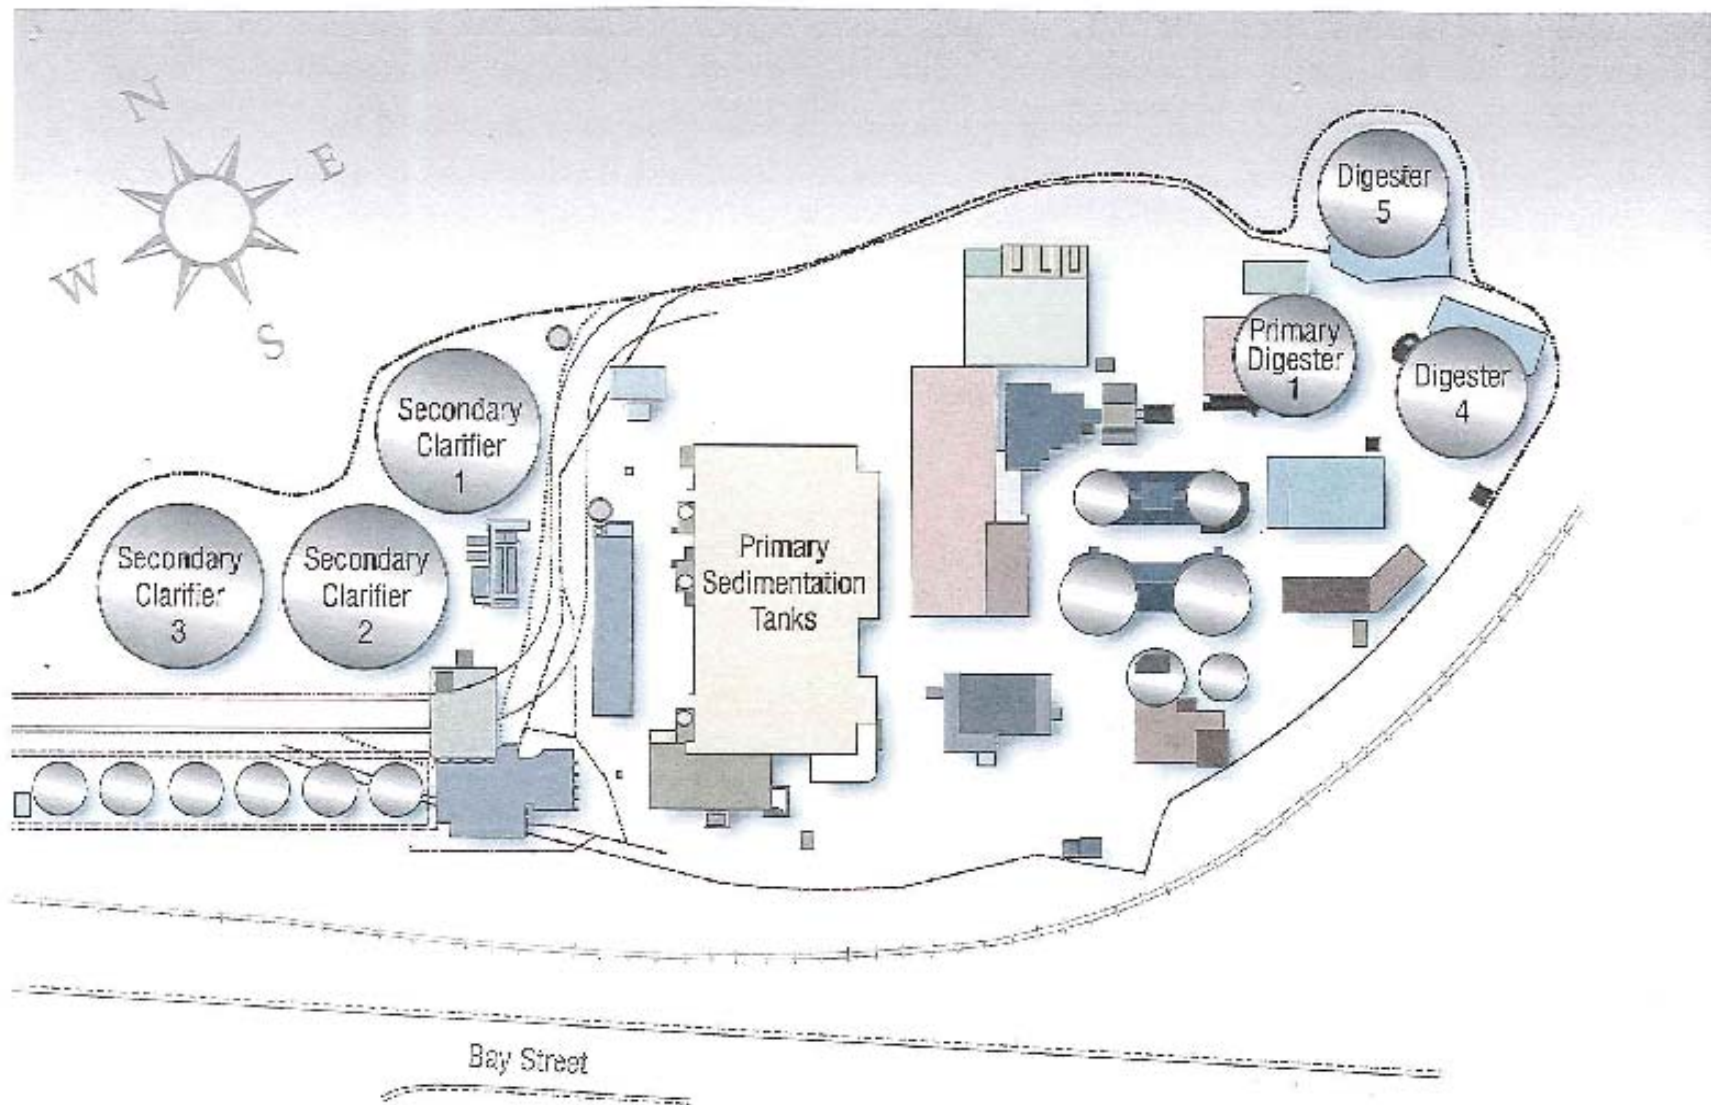 N
E
W
S
Digester
5
Primary
Digester
1
Digester
4
Secondary
Clarifier
1
Secondary
Clarifier
3
Secondary
Clarifier
2
Primary
Sedimentation
Tanks
Bay Street